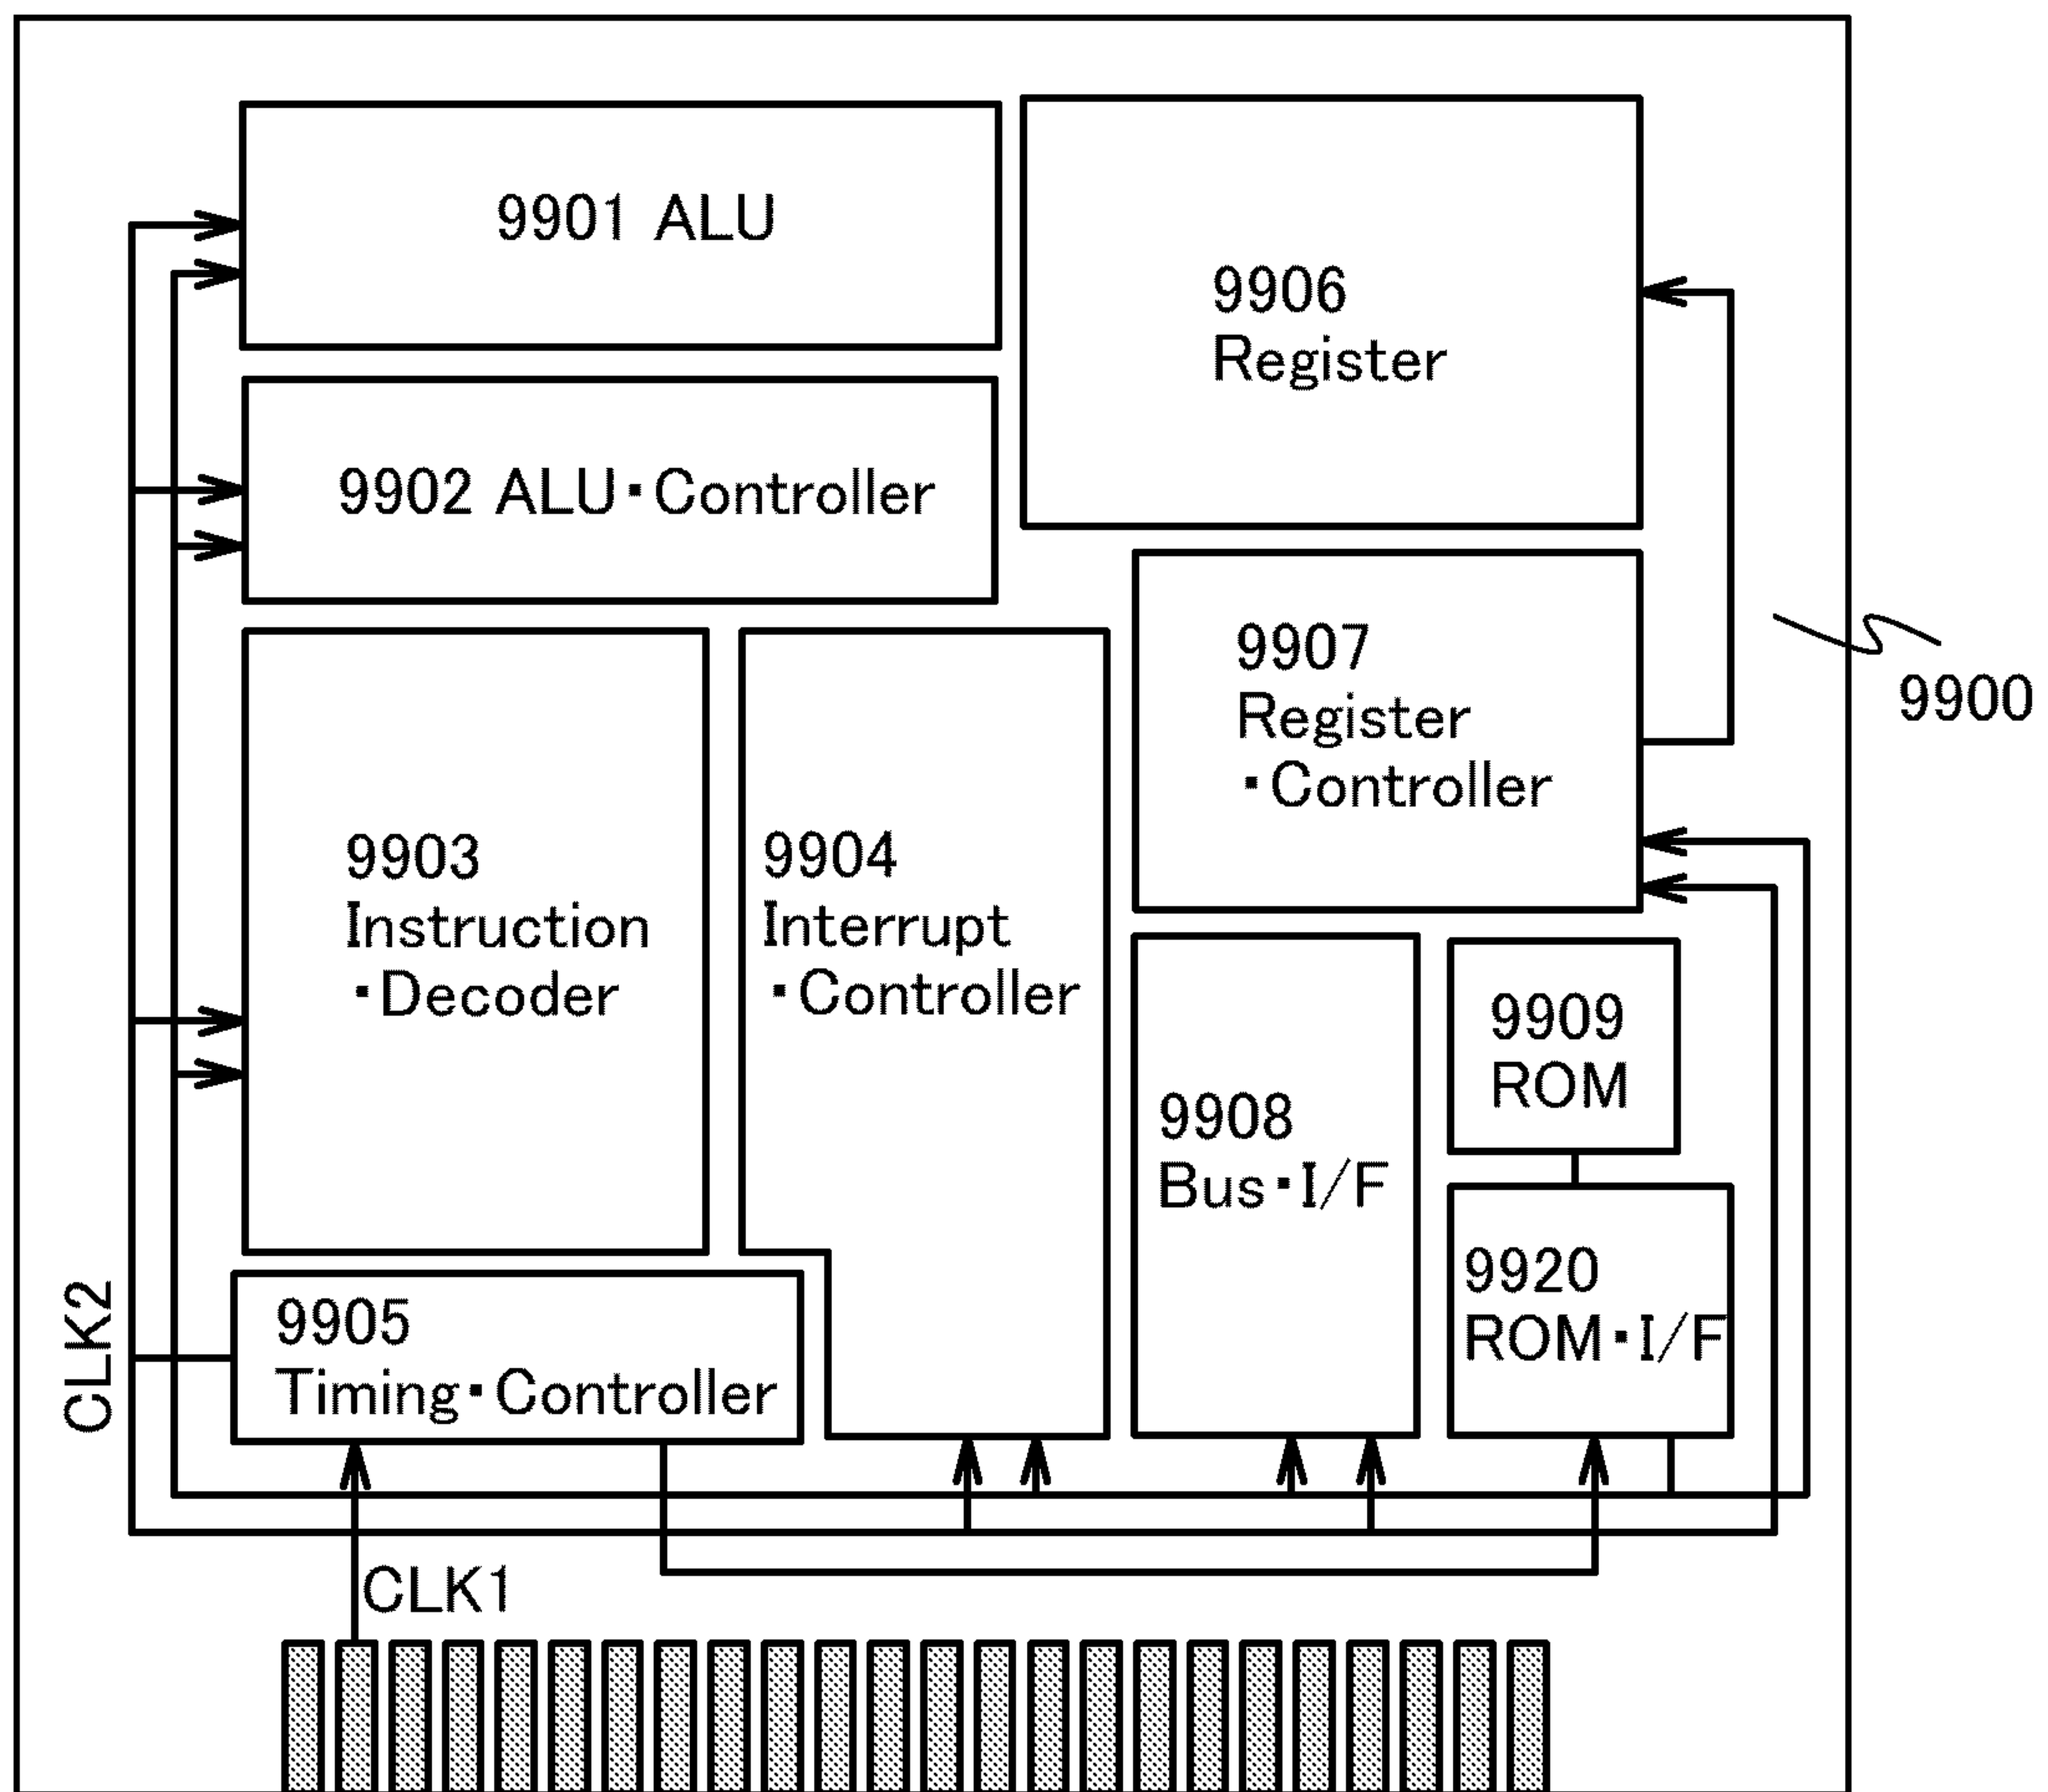 9901 ALU
9906
Register
9902 ALU・Controller
9907
Register
・Controller
9900
9903
Instruction
・Decoder
9904
Interrupt
・Controller
9909
ROM
9908
Bus・I/F
9920
ROM・I/F
9905
Timing・Controller
CLK2
CLK1